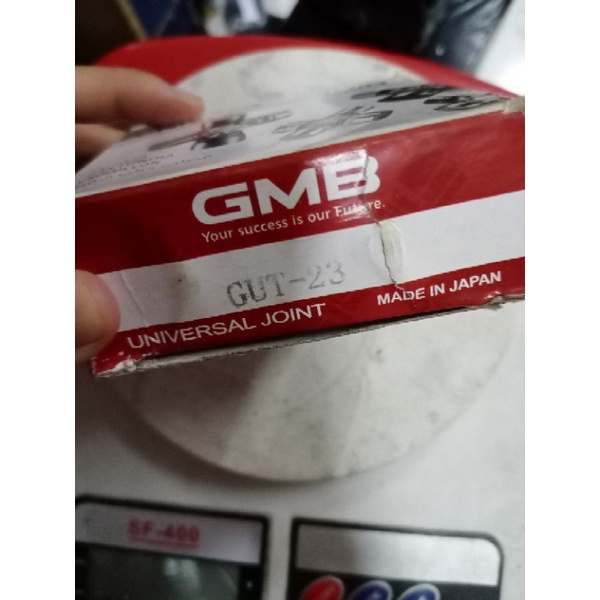 GMB
Your success is our Future.
GUT-23
UNIVERSAL JOINT
MADE IN JAPAN
SF-400